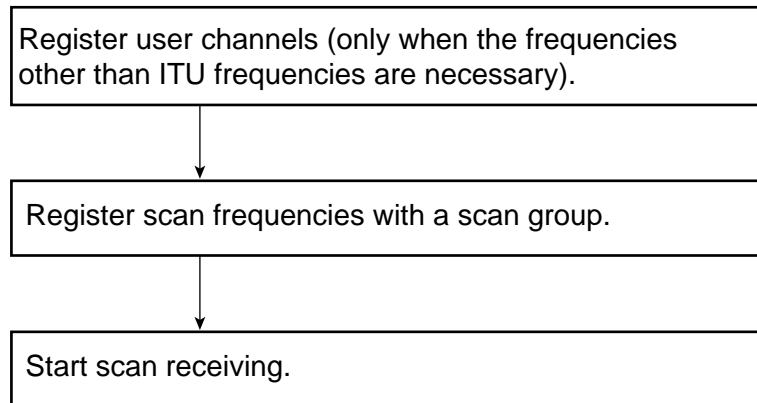 Register user channels (only when the frequencies
other than ITU frequencies are necessary).
Register scan frequencies with a scan group.
Start scan receiving.